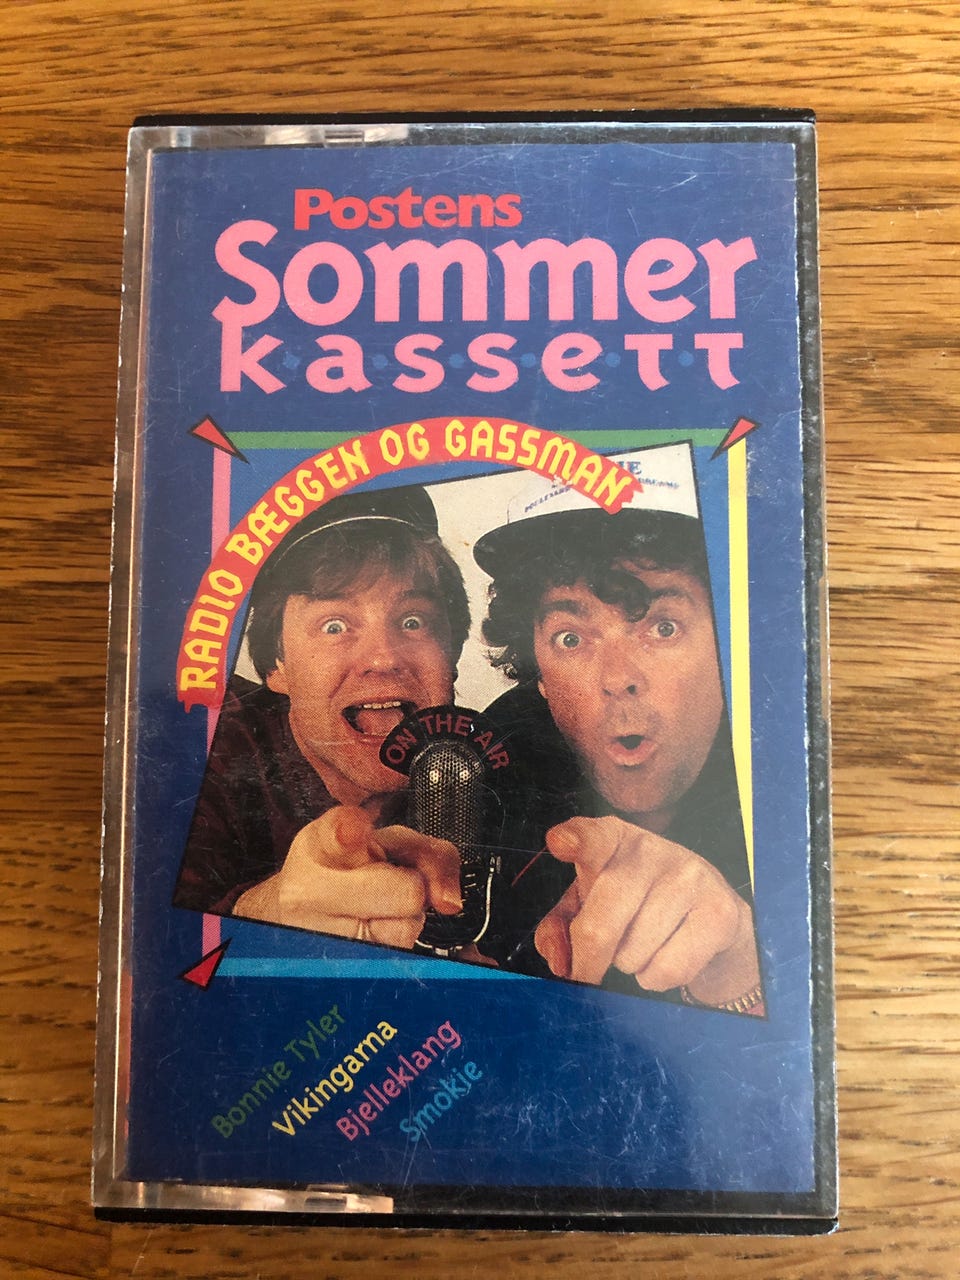 Postens
Sommer
kassett
RADIO BÆGGEN OG GASSMAN
ON THE AIR
Bonnie Tyler
Vikingarna
Bjelleklang
Smokie